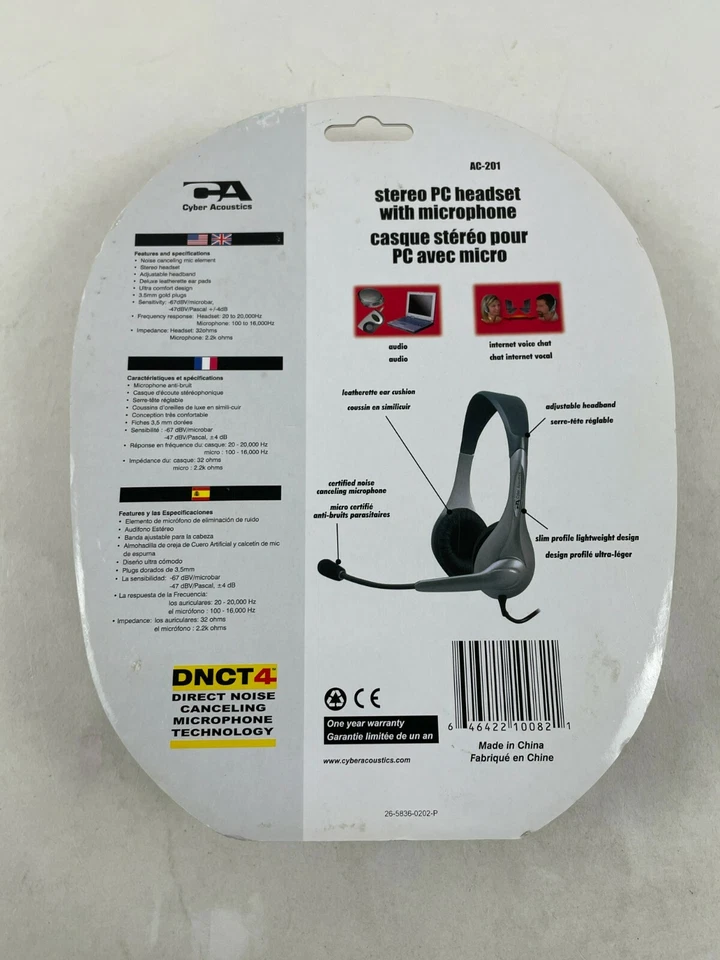 CA
Cyber Acoustics
Features and specifications
• Noise canceling mic element
• Stereo headset
• Adjustable headband
• Deluxe leatherette ear pads
• Ultra comfort design
• 3.5mm gold plugs
• Sensitivity: -67dBV/microbar,
-47dBV/Pascal +/-4dB
• Frequency response: Headset: 20 to 20,000Hz
Microphone: 100 to 16,000Hz
• Impedance: Headset: 32ohms
Microphone: 2.2k ohms
Caractéristiques et spécifications
• Microphone anti-bruit
• Casque d'écoute stéréophonique
• Serre-tête réglable
• Coussins d'oreilles de luxe en simili-cuir
• Conception très confortable
• Fiches 3,5 mm dorées
• Sensibilité : -67 dBV/microbar
-47 dBV/Pascal, ±4 dB
• Réponse en fréquence du: casque: 20 - 20,000 Hz
micro : 100 - 16,000 Hz
• Impédance du: casque: 32 ohms
micro : 2.2k ohms
Features y las Especificaciones
• Elemento de micrófono de eliminación de ruido
• Audifono Estéreo
• Banda ajustable para la cabeza
• Almohadilla de oreja de Cuero Artificial y calcetín de mic
de espuma
• Diseño ultra cómodo
• Plugs dorados de 3.5mm
• La sensibilidad: -67 dBV/microbar
-47 dBV/Pascal, ±4 dB
• La respuesta de la Frecuencia:
los auriculares: 20 - 20,000 Hz
el micrófono : 100 - 16.000 Hz
• Impedance: los auriculares: 32 ohms
el micrófono : 2.2k ohms
DNCT4™
DIRECT NOISE
CANCELING
MICROPHONE
TECHNOLOGY
AC-201
stereo PC headset
with microphone
casque stéréo pour
PC avec micro
audio
audio
internet voice chat
chat internet vocal
leatherette ear cushion
coussin en similicuir
adjustable headband
serre-tête réglable
certified noise
canceling microphone
micro certifié
anti-bruits parasitaires
slim profile lightweight design
design profilé ultra-léger
CE
One year warranty
Garantie limitée de un an
www.cyberacoustics.com
6 46422 10082 1
Made in China
Fabriqué en Chine
26-5836-0202-P